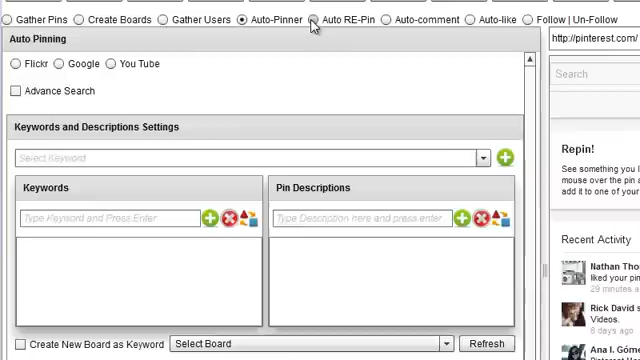 Gather Pins Create Boards Gather Users Auto-Pinner Auto RE-Pin Auto-comment Auto-like Follow | Un-Follow
Auto Pinning
http://pinterest.com/
Flickr Google You Tube
Search
Advance Search
Keywords and Descriptions Settings
Select Keyword
Repin!
See something you l
mouse over the pin a
add it to one of your
Keywords
Pin Descriptions
Type Keyword and Press Enter
Type Description here and press enter
Recent Activity
Nathan Tho
liked your pin
29 minutes a
Rick David s
Videos.
6 days ago
Ana I. Góme
Create New Board as Keyword
Select Board
Refresh